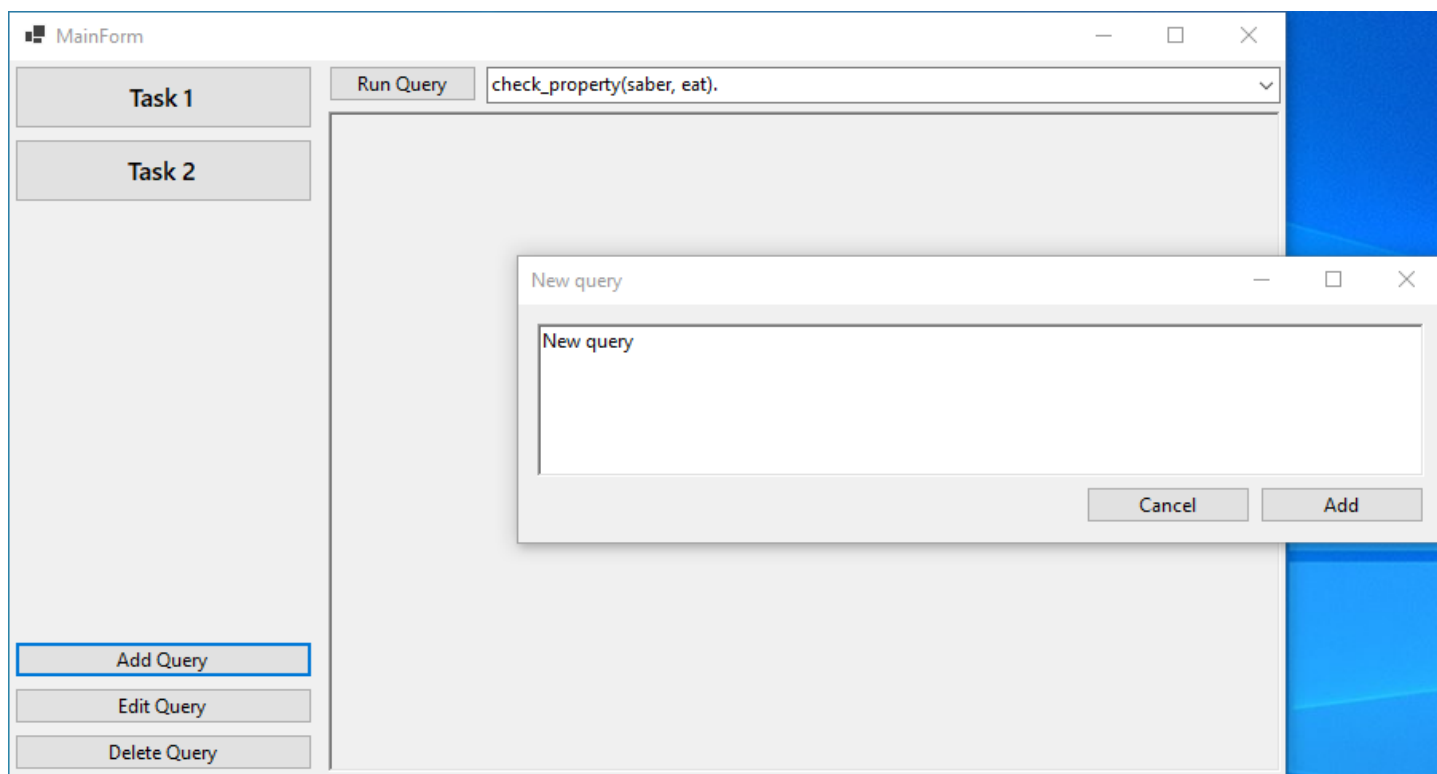 MainForm
Task 1
Run Query
check_property(saber, eat).
Task 2
New query
New query
Cancel
Add
Add Query
Edit Query
Delete Query